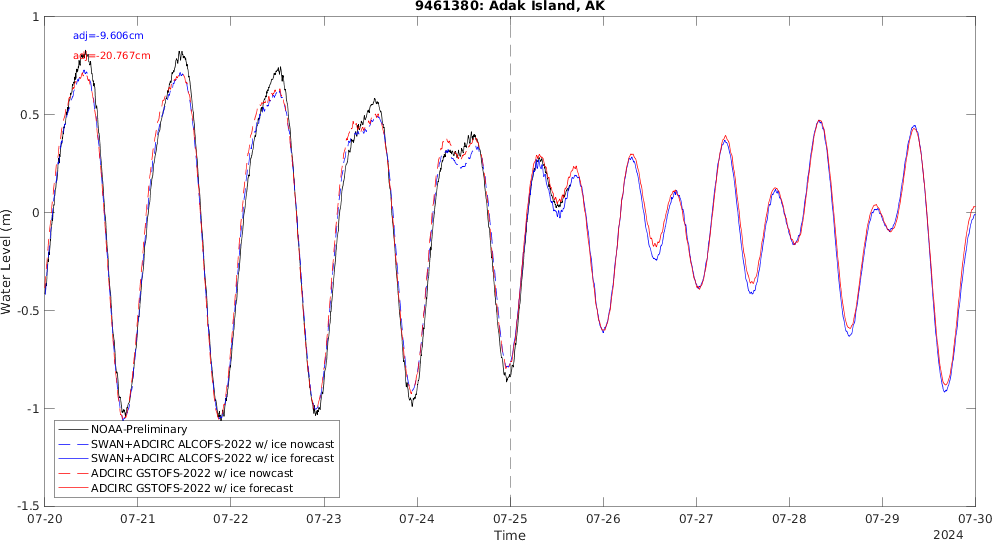 9461380: Adak Island, AK
1
adj=-9.606cm
adj=-20.767cm
0.5
0
Water Level (m)
-0.5
-1
NOAA-Preliminary
SWAN+ADCIRC ALCOFS-2022 w/ ice nowcast
SWAN+ADCIRC ALCOFS-2022 w/ ice forecast
ADCIRC GSTOFS-2022 w/ ice nowcast
ADCIRC GSTOFS-2022 w/ ice forecast
-1.5
07-20 07-21 07-22 07-23 07-24 07-25 07-26 07-27 07-28 07-29 07-30
Time 2024